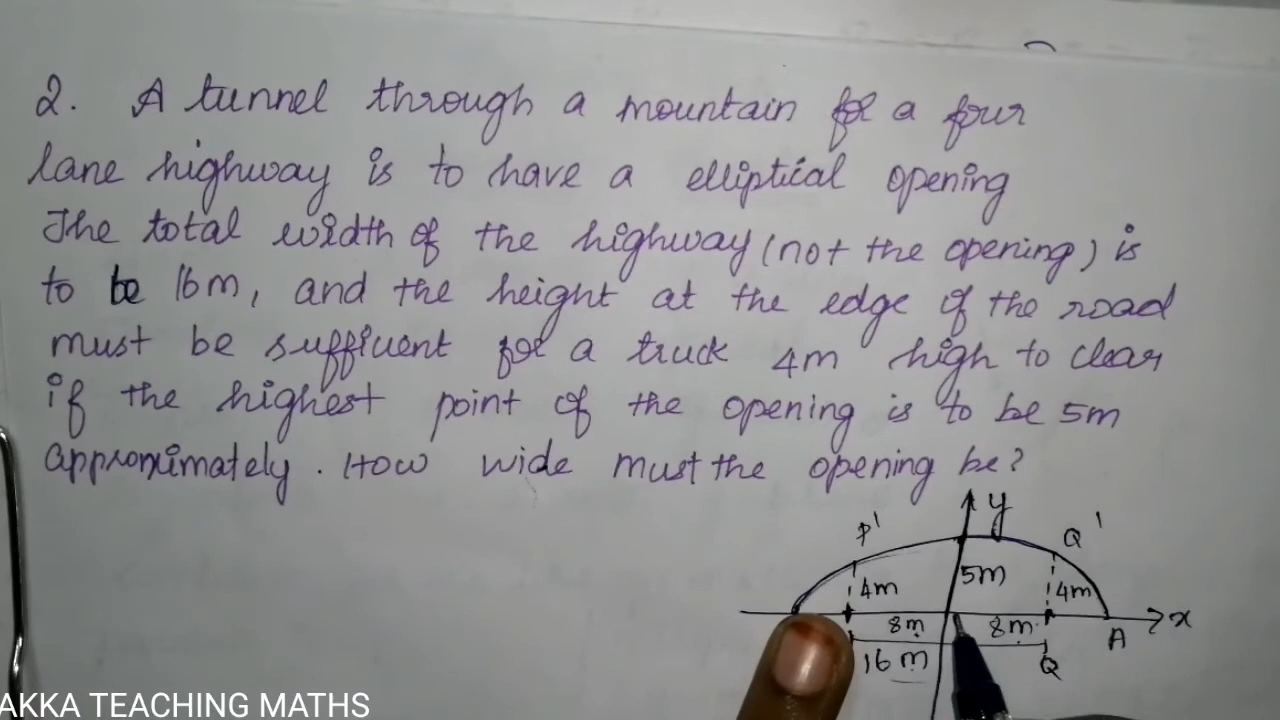 2. A tunnel through a mountain for a four
lane highway is to have a elliptical opening
The total width of the highway (not the opening) is
to be 16m, and the height at the edge of the road
must be suffiuent for a truck 4m high to clear
if the highest point of the opening is to be 5m
approximately. How wide must the opening be?
y
P' Q'
4m 5m 4m
x
8m 8m
A
16 m Q
AKKA TEACHING MATHS